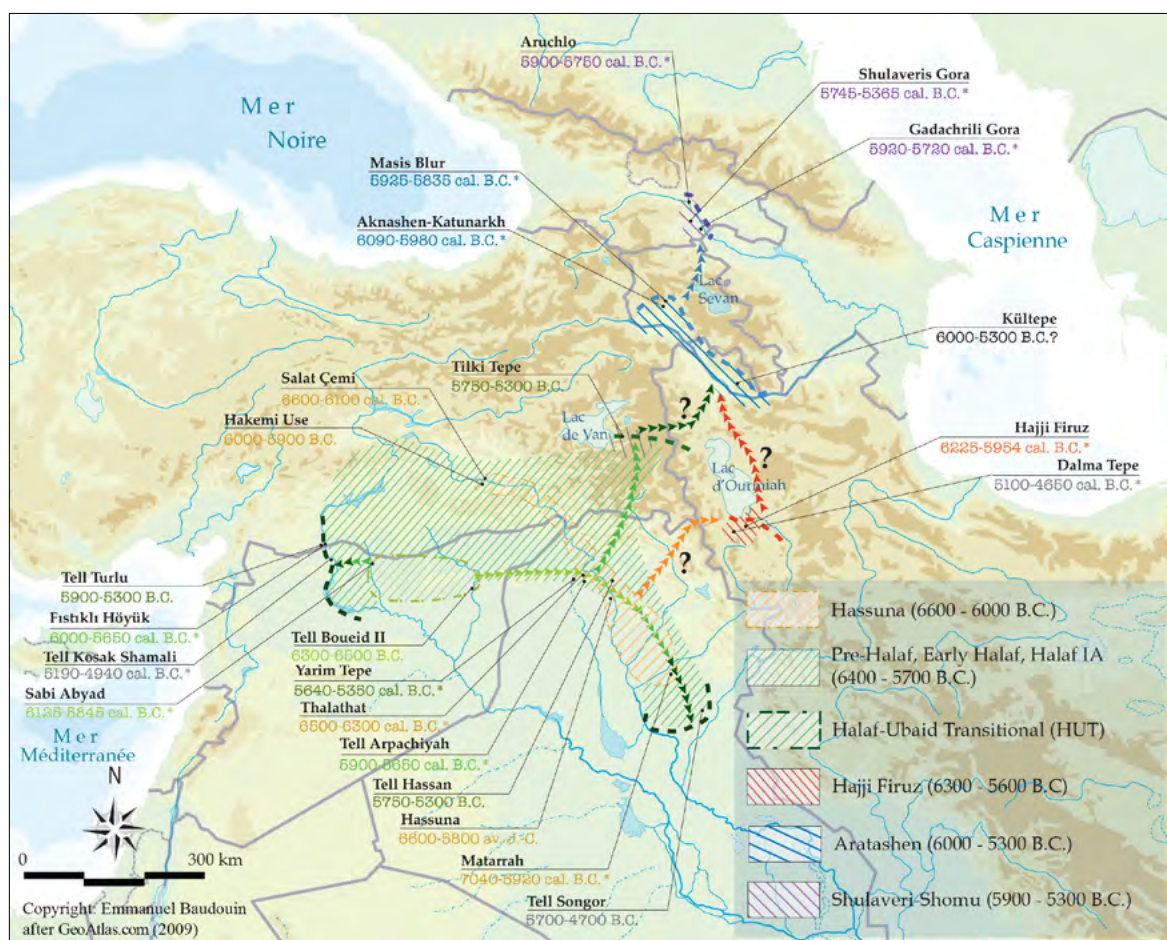 Aruchlo
5900-5750 cal. B.C.*
Shulaveris Gora
5745-5365 cal. B.C.*
Gadachrili Gora
5920-5720 cal. B.C.*
Mer
Noire
Masis Blur
5925-5835 cal. B.C.*
Aknashen-Katunarkh
6090-5980 cal. B.C.*
Mer
Caspienne
Lac
Sevan
Kültepe
6000-5300 B.C.?
Tilki Tepe
5750-5300 B.C.
Salat Çemi
6600-6100 cal. B.C.*
Hakemi Use
6000-5900 B.C.
Lac
de Van
?
Hajji Firuz
6225-5954 cal. B.C.*
Dalma Tepe
5100-4650 cal. B.C.*
?
Lac
d'Ourmiah
?
Tell Turlu
5900-5300 B.C.
Fıstıklı Höyük
6000-5650 cal. B.C.*
Tell Kosak Shamali
5190-4940 cal. B.C.*
Sabi Abyad
6125-5845 cal. B.C.*
Tell Boueid II
6300-6500 B.C.
Yarim Tepe
5640-5350 cal. B.C.*
Thalathat
6500-6300 cal. B.C.*
Tell Arpachiyah
5900-5650 cal. B.C.*
Tell Hassan
5750-5300 B.C.
Hassuna
6600-5800 av. J.-C.
Matarrah
7040-5920 cal. B.C.*
Tell Songor
5700-4700 B.C.
Mer
Méditerranée
N
0 300 km
Copyright: Emmanuel Baudouin
after GeoAtlas.com (2009)
Hassuna (6600 - 6000 B.C.)
Pre-Halaf, Early Halaf, Halaf IA
(6400 - 5700 B.C.)
Halaf-Ubaid Transitional (HUT)
Hajji Firuz (6300 - 5600 B.C)
Aratashen (6000 - 5300 B.C.)
Shulaveri-Shomu (5900 - 5300 B.C.)